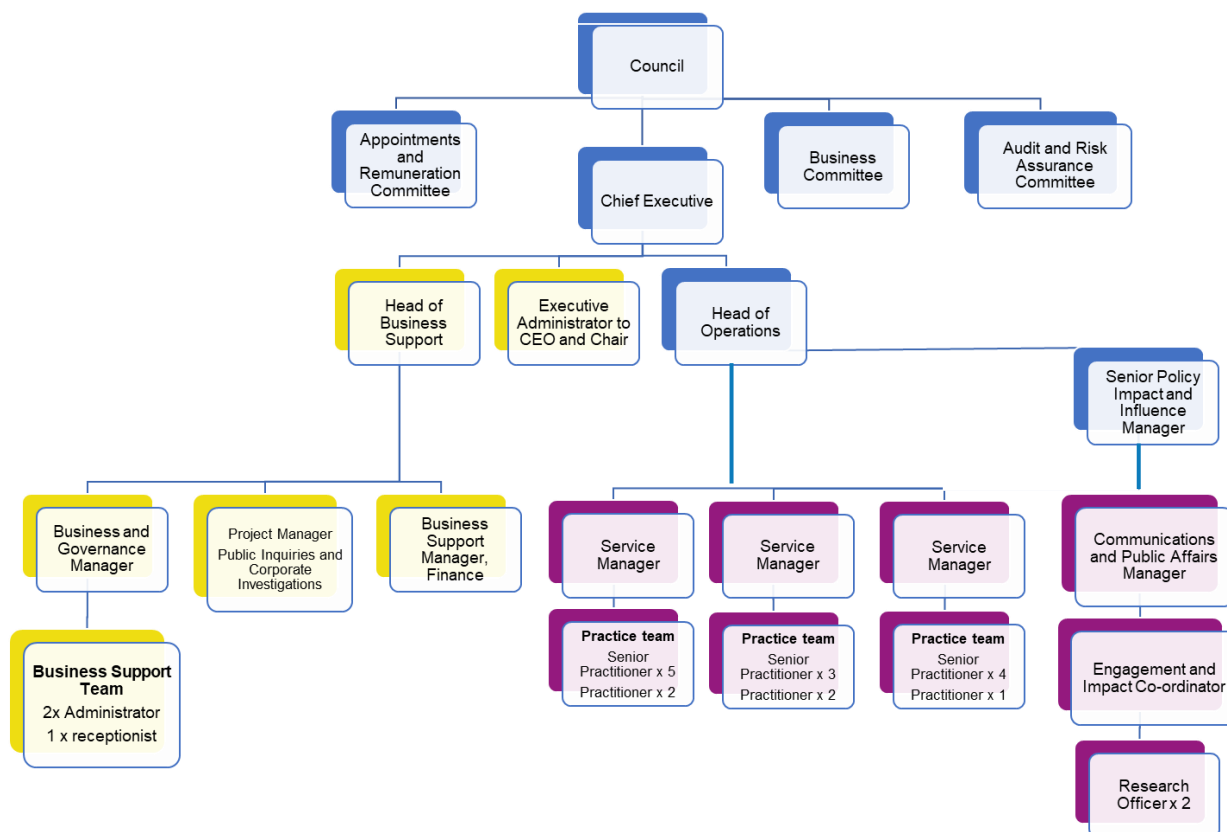 Council
Appointments
and
Remuneration
Committee
Chief Executive
Business
Committee
Audit and Risk
Assurance
Committee
Head of
Business
Support
Executive
Administrator to
CEO and Chair
Head of
Operations
Senior Policy
Impact and
Influence
Manager
Business and
Governance
Manager
Project Manager
Public Inquiries and
Corporate
Investigations
Business
Support
Manager,
Finance
Service
Manager
Service
Manager
Service
Manager
Communications
and Public Affairs
Manager
Business Support
Team
2x Administrator
1 x receptionist
Practice team
Senior
Practitioner x 5
Practitioner x 2
Practice team
Senior
Practitioner x 3
Practitioner x 2
Practice team
Senior
Practitioner x 4
Practitioner x 1
Engagement and
Impact Co-ordinator
Research
Officer x 2